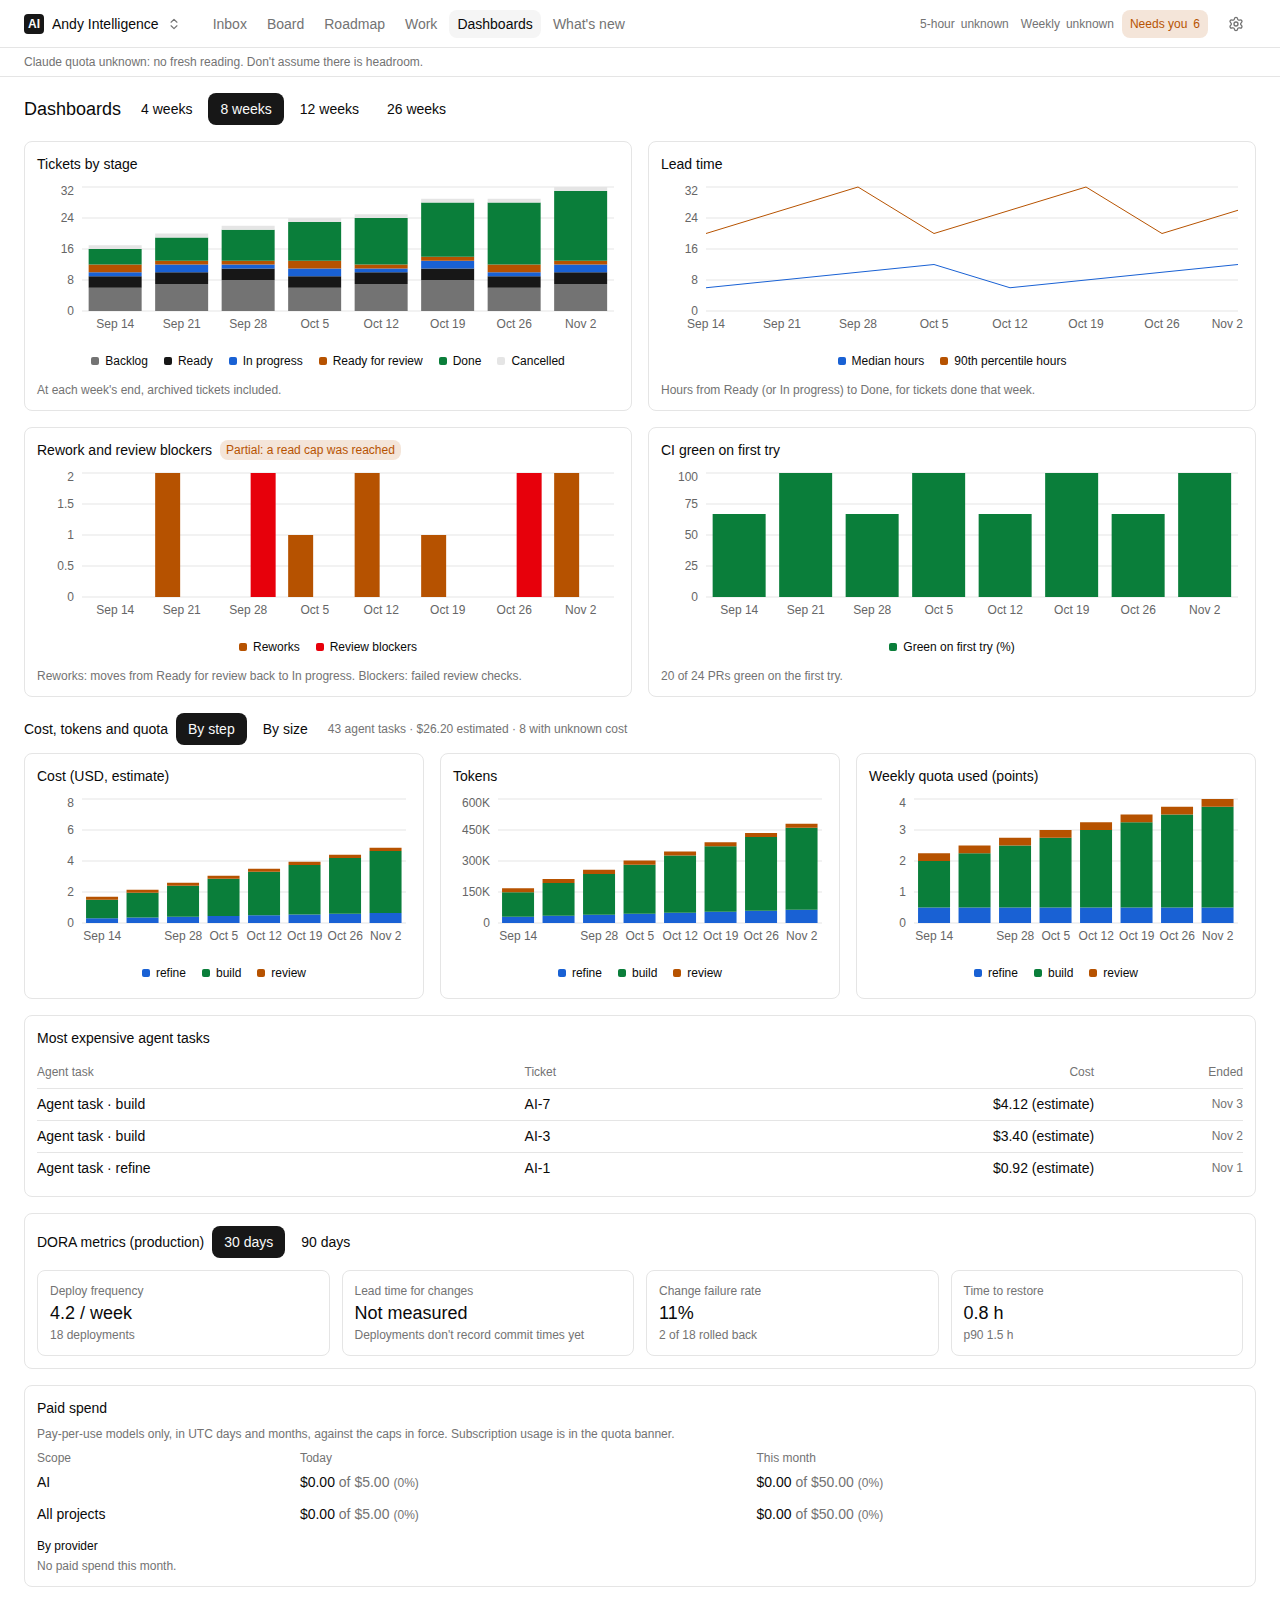 AI Andy Intelligence Inbox Board Roadmap Work Dashboards What's new 5-hour unknown Weekly unknown Needs you 6
Claude quota unknown: no fresh reading. Don't assume there is headroom.
Dashboards 4 weeks 8 weeks 12 weeks 26 weeks
Tickets by stage
32
24
16
8
0
Sep 14 Sep 21 Sep 28 Oct 5 Oct 12 Oct 19 Oct 26 Nov 2
Backlog Ready In progress Ready for review Done Cancelled
At each week's end, archived tickets included.
Lead time
32
24
16
8
0
Sep 14 Sep 21 Sep 28 Oct 5 Oct 12 Oct 19 Oct 26 Nov 2
Median hours 90th percentile hours
Hours from Ready (or In progress) to Done, for tickets done that week.
Rework and review blockers Partial: a read cap was reached
2
1.5
1
0.5
0
Sep 14 Sep 21 Sep 28 Oct 5 Oct 12 Oct 19 Oct 26 Nov 2
Reworks Review blockers
Reworks: moves from Ready for review back to In progress. Blockers: failed review checks.
CI green on first try
100
75
50
25
0
Sep 14 Sep 21 Sep 28 Oct 5 Oct 12 Oct 19 Oct 26 Nov 2
Green on first try (%)
20 of 24 PRs green on the first try.
Cost, tokens and quota By step By size 43 agent tasks · $26.20 estimated · 8 with unknown cost
Cost (USD, estimate)
8
6
4
2
0
Sep 14 Sep 28 Oct 5 Oct 12 Oct 19 Oct 26 Nov 2
refine build review
Tokens
600K
450K
300K
150K
0
Sep 14 Sep 28 Oct 5 Oct 12 Oct 19 Oct 26 Nov 2
refine build review
Weekly quota used (points)
4
3
2
1
0
Sep 14 Sep 28 Oct 5 Oct 12 Oct 19 Oct 26 Nov 2
refine build review
Most expensive agent tasks
Agent task Ticket Cost Ended
Agent task · build AI-7 $4.12 (estimate) Nov 3
Agent task · build AI-3 $3.40 (estimate) Nov 2
Agent task · refine AI-1 $0.92 (estimate) Nov 1
DORA metrics (production) 30 days 90 days
Deploy frequency
4.2 / week
18 deployments
Lead time for changes
Not measured
Deployments don't record commit times yet
Change failure rate
11%
2 of 18 rolled back
Time to restore
0.8 h
p90 1.5 h
Paid spend
Pay-per-use models only, in UTC days and months, against the caps in force. Subscription usage is in the quota banner.
Scope Today This month
AI $0.00 of $5.00 (0%) $0.00 of $50.00 (0%)
All projects $0.00 of $5.00 (0%) $0.00 of $50.00 (0%)
By provider
No paid spend this month.